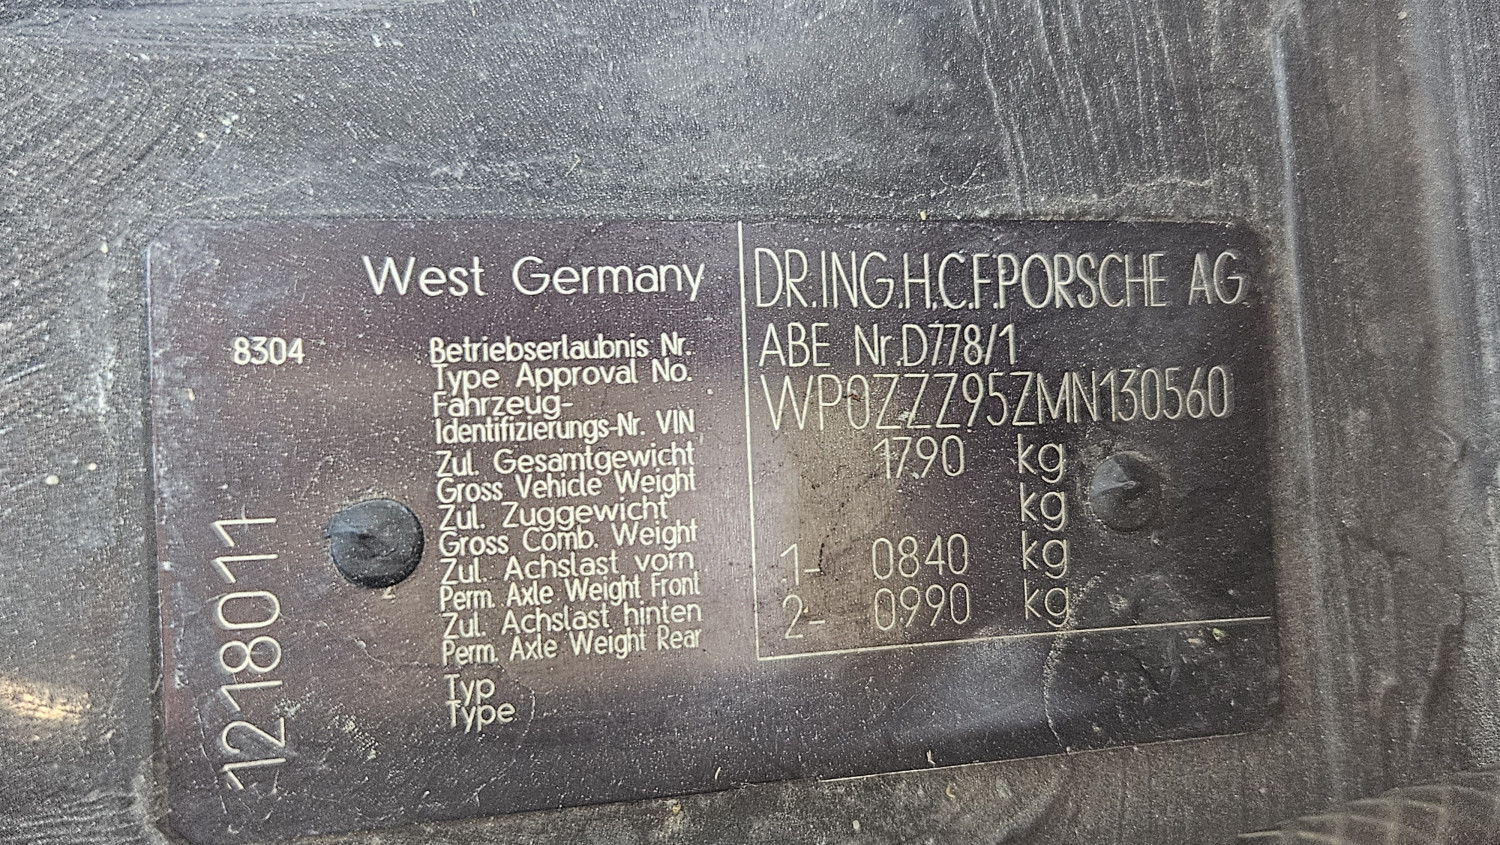 West Germany
8304
Betriebserlaubnis Nr.
Type Approval No.
Fahrzeug-
Identifizierungs-Nr. VIN
Zul. Gesamtgewicht
Gross Vehicle Weight
Zul. Zuggewicht
Gross Comb. Weight
Zul. Achslast vorn
Perm. Axle Weight Front
Zul. Achslast hinten
Perm. Axle Weight Rear
Typ
Type
1218011
DR.ING.H.C.F.PORSCHE AG
ABE Nr.D778/1
WP0ZZZ95ZMN130560
1790 kg
kg
1- 0840 kg
2- 0990 kg